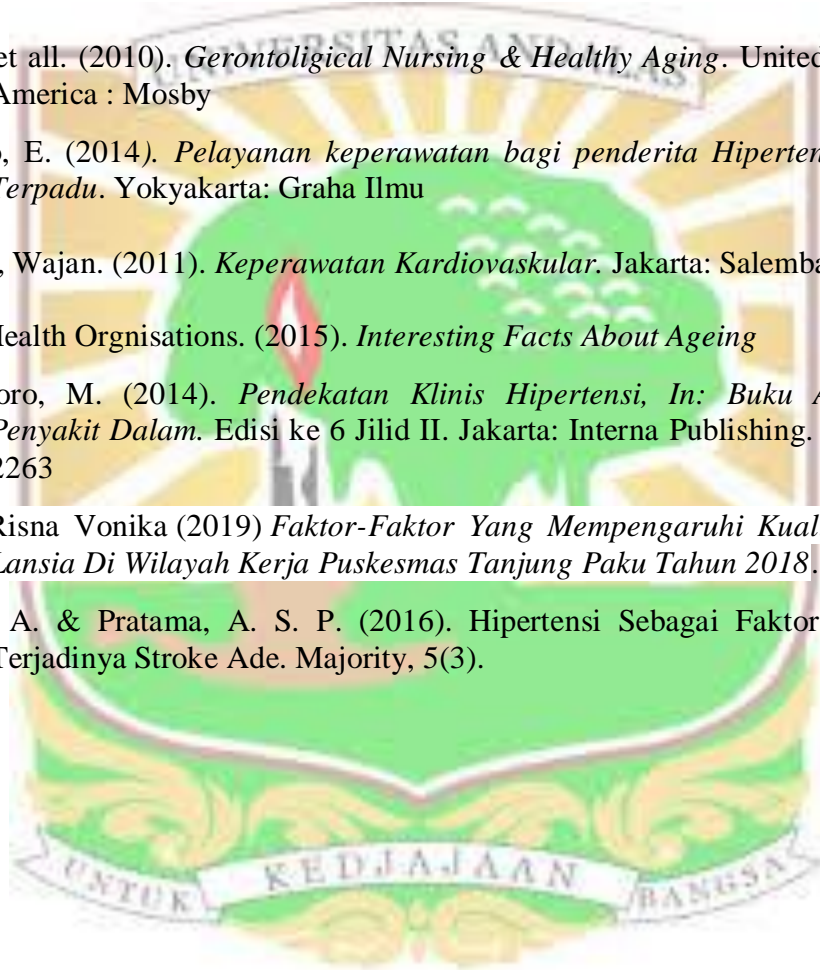 UNIVERSITAS ANDALAS
et all. (2010). Gerontoligical Nursing & Healthy Aging. United
America : Mosby
o, E. (2014). Pelayanan keperawatan bagi penderita Hiperten
Terpadu. Yokyakarta: Graha Ilmu
, Wajan. (2011). Keperawatan Kardiovaskular. Jakarta: Salemba
Health Orgnisations. (2015). Interesting Facts About Ageing
oro, M. (2014). Pendekatan Klinis Hipertensi, In: Buku A
Penyakit Dalam. Edisi ke 6 Jilid II. Jakarta: Interna Publishing.
2263
Risna Vonika (2019) Faktor-Faktor Yang Mempengaruhi Kual
Lansia Di Wilayah Kerja Puskesmas Tanjung Paku Tahun 2018.
A. & Pratama, A. S. P. (2016). Hipertensi Sebagai Faktor
Terjadinya Stroke Ade. Majority, 5(3).
UNTUK KEDJAJAAN BANGSA